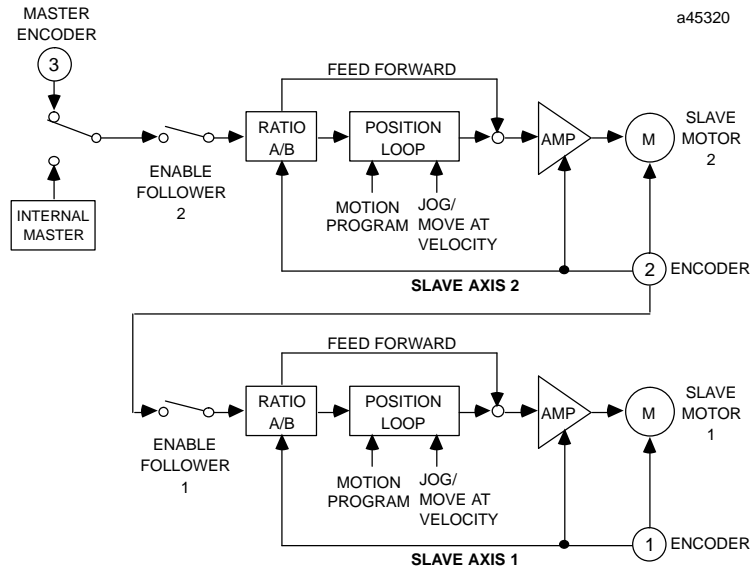 a45320
MASTER
ENCODER
3
FEED FORWARD
RATIO
A/B
POSITION
LOOP
AMP
M
SLAVE
MOTOR
2
ENABLE
FOLLOWER
2
INTERNAL
MASTER
MOTION
PROGRAM
JOG/
MOVE AT
VELOCITY
2
ENCODER
SLAVE AXIS 2
FEED FORWARD
RATIO
A/B
POSITION
LOOP
AMP
M
SLAVE
MOTOR
1
ENABLE
FOLLOWER
1
MOTION
PROGRAM
JOG/
MOVE AT
VELOCITY
1
ENCODER
SLAVE AXIS 1